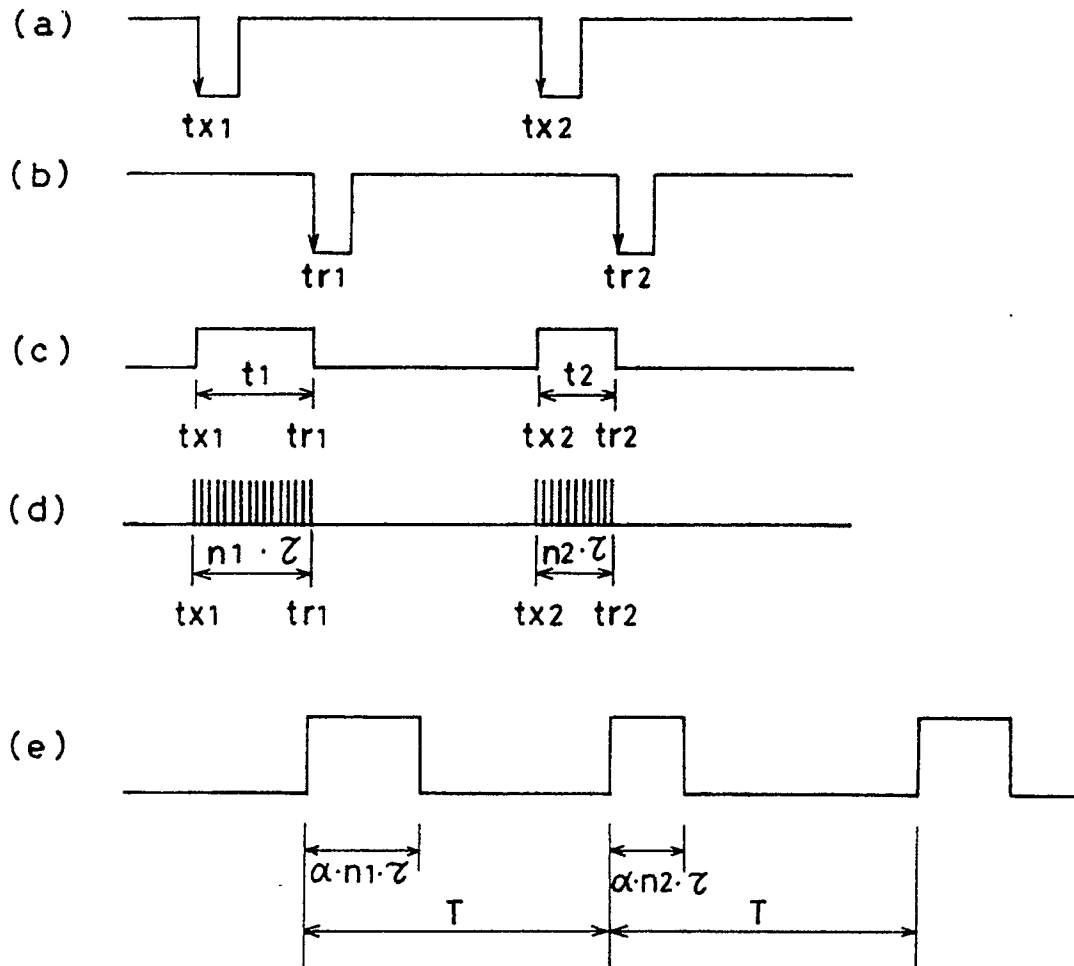 (a)
tx1 tx2
(b)
tr1 tr2
(c)
t1 t2
tx1 tr1 tx2 tr2
(d)
n1 · τ n2·τ
tx1 tr1 tx2 tr2
(e)
α·n1·τ α·n2·τ
T T